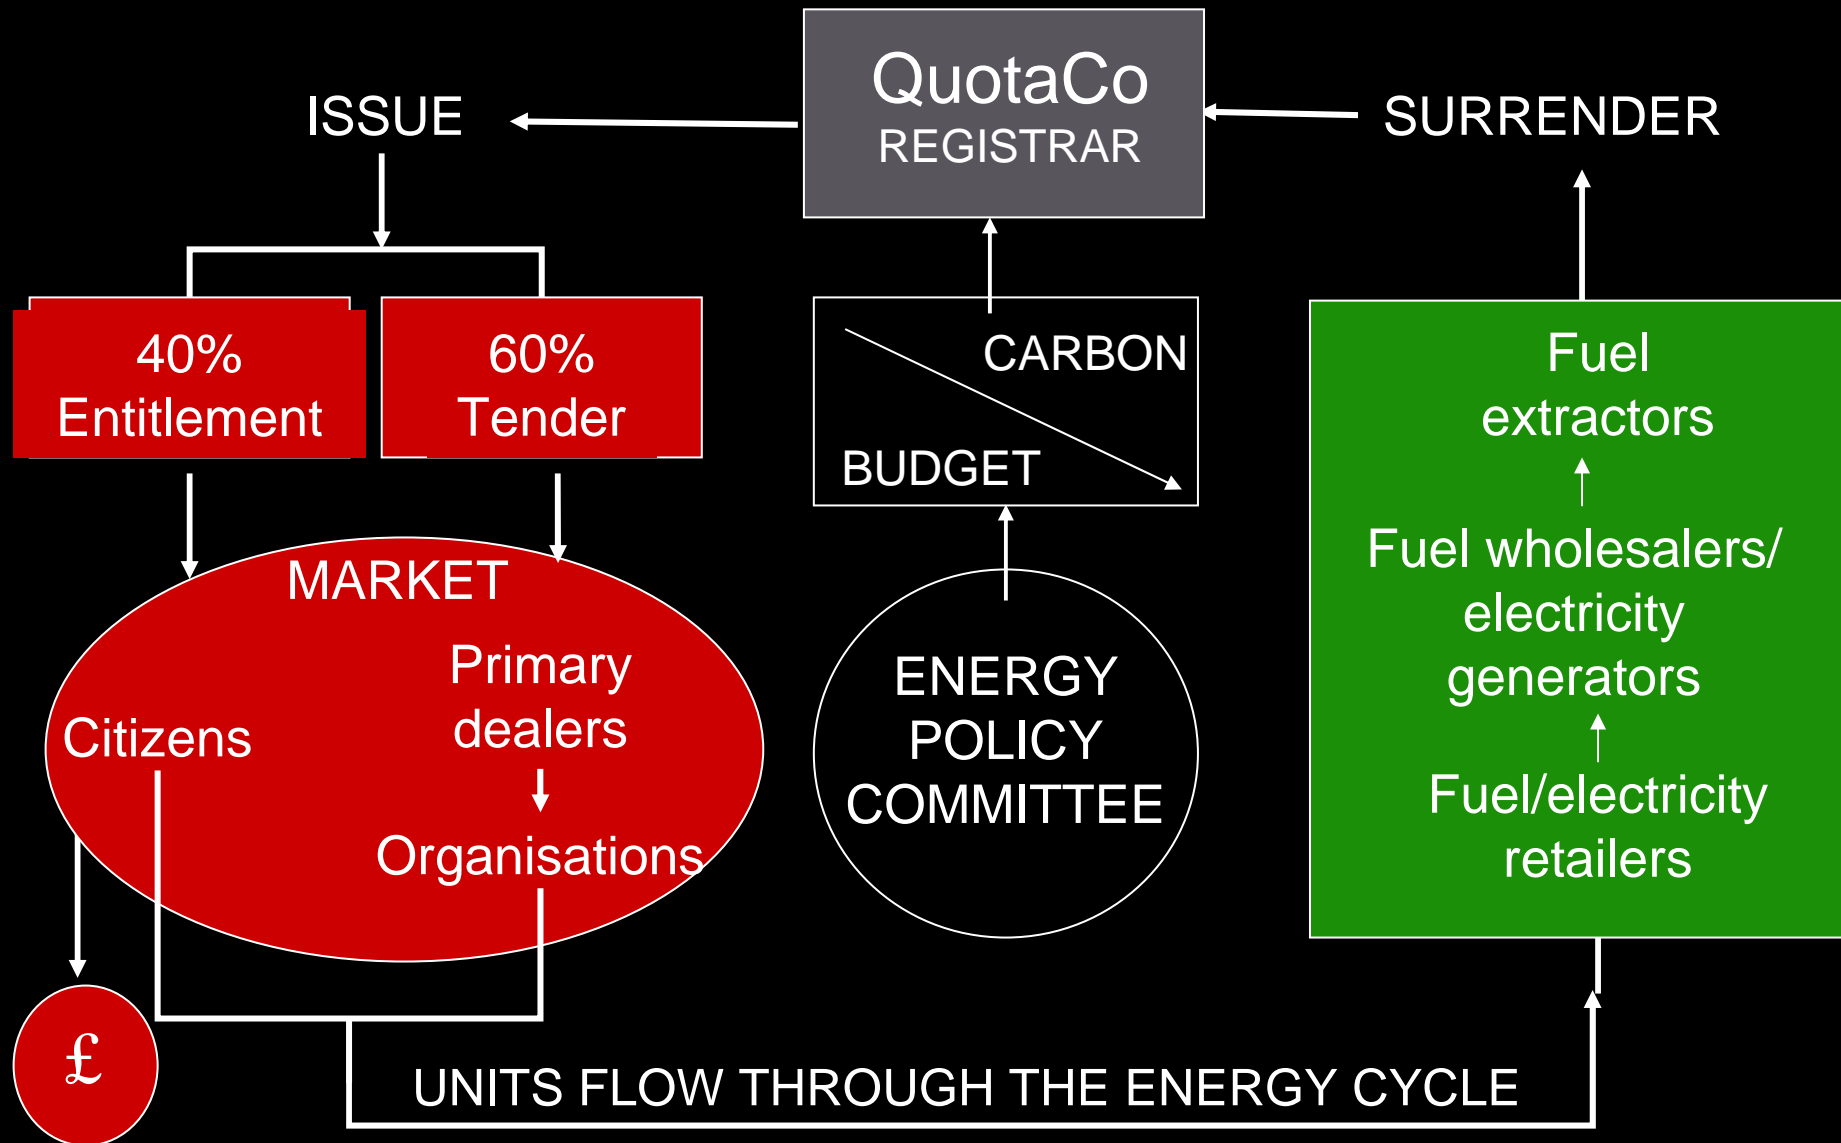 QuotaCo
REGISTRAR
ISSUE
SURRENDER
40%
Entitlement
60%
Tender
CARBON
BUDGET
Fuel
extractors
Fuel wholesalers/
electricity
generators
Fuel/electricity
retailers
MARKET
Primary
dealers
Citizens
Organisations
ENERGY
POLICY
COMMITTEE
£
UNITS FLOW THROUGH THE ENERGY CYCLE